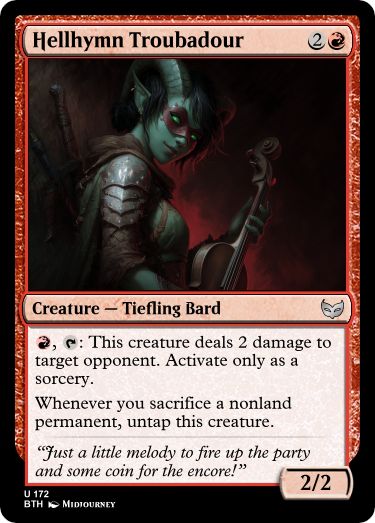 Hellhymn Troubadour 2
Creature — Tiefling Bard
, : This creature deals 2 damage to
target opponent. Activate only as a
sorcery.
Whenever you sacrifice a nonland
permanent, untap this creature.
“Just a little melody to fire up the party
and some coin for the encore!”
2/2
U 172
BTH Midjourney